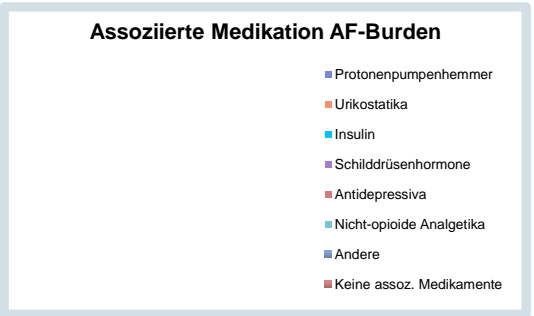 Assoziierte Medikation AF-Burden
Protonenpumpenhemmer
Urikostatika
Insulin
Schilddrüsenhormone
Antidepressiva
Nicht-opioide Analgetika
Andere
Keine assoz. Medikamente